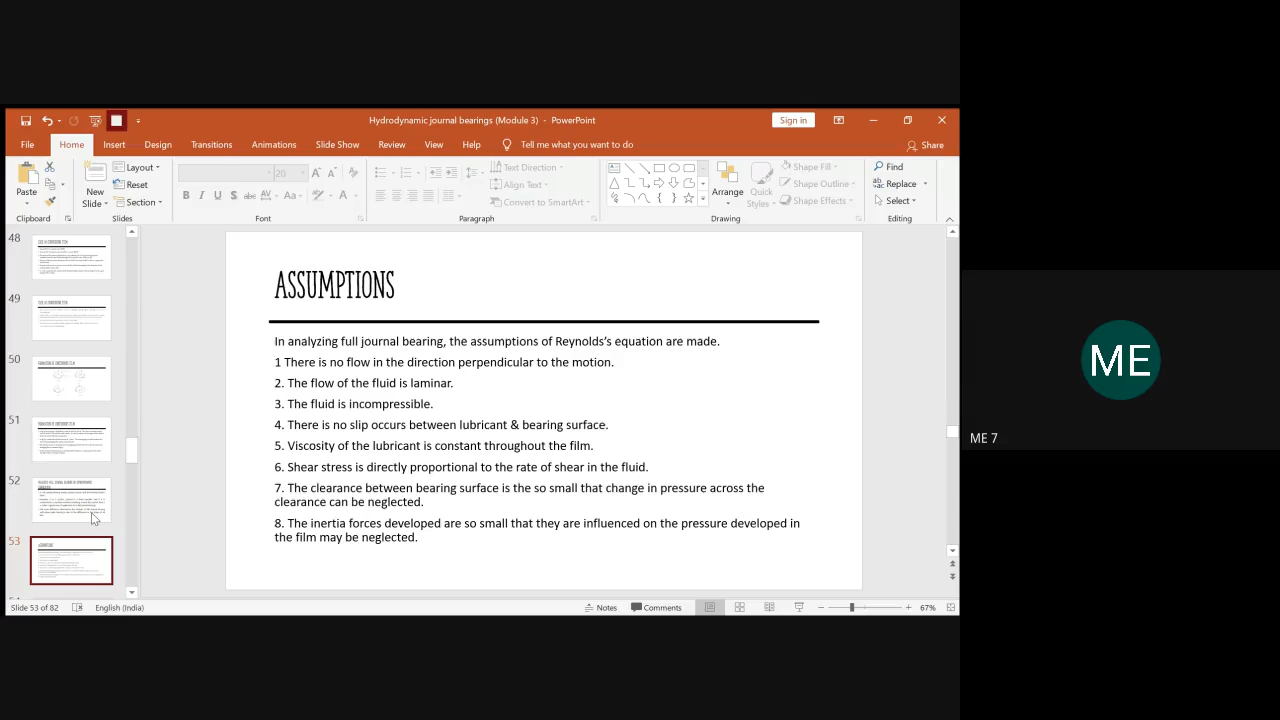 Hydrodynamic journal bearings (Module 3) - PowerPoint
Sign in
File Home Insert Design Transitions Animations Slide Show Review View Help Tell me what you want to do
Share
Paste
Clipboard
New Slide
Layout
Reset
Section
Slides
20
Font
Text Direction
Align Text
Convert to SmartArt
Paragraph
Arrange
Quick Styles
Shape Fill
Shape Outline
Shape Effects
Drawing
Find
Replace
Select
Editing
48
49
50
51
52
53
ASSUMPTIONS
In analyzing full journal bearing, the assumptions of Reynolds's equation are made.
1 There is no flow in the direction perpendicular to the motion.
2. The flow of the fluid is laminar.
3. The fluid is incompressible.
4. There is no slip occurs between lubricant & bearing surface.
5. Viscosity of the lubricant is constant throughout the film.
6. Shear stress is directly proportional to the rate of shear in the fluid.
7. The clearance between bearing surface the so small that change in pressure across the
clearance can be neglected.
8. The inertia forces developed are so small that they are influenced on the pressure developed in
the film may be neglected.
Slide 53 of 82 English (India) Notes Comments 67%
ME
ME 7